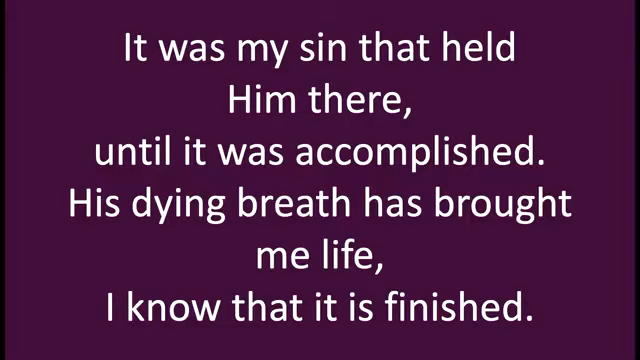 It was my sin that held
Him there,
until it was accomplished.
His dying breath has brought
me life,
I know that it is finished.